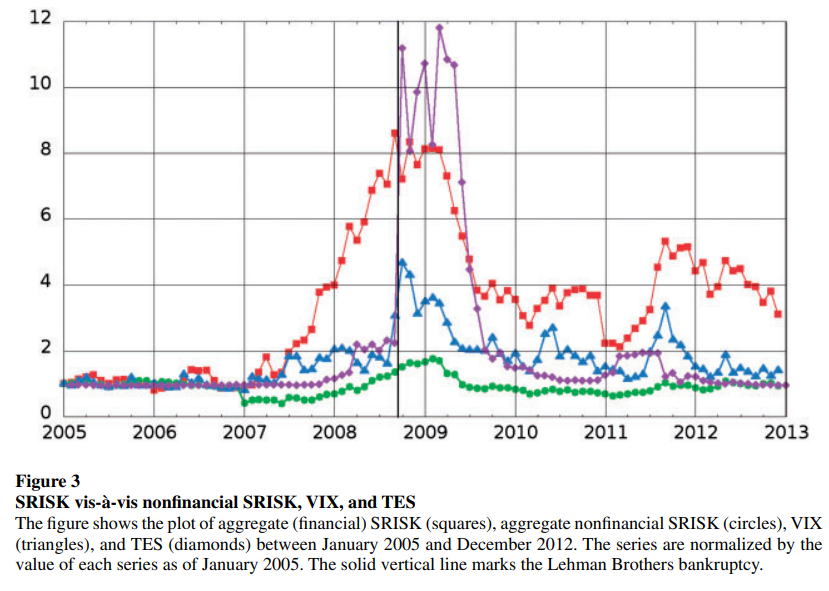 12
10
8
6
4
2
0
2005 2006 2007 2008 2009 2010 2011 2012 2013
Figure 3
SRISK vis-à-vis nonfinancial SRISK, VIX, and TES
The figure shows the plot of aggregate (financial) SRISK (squares), aggregate nonfinancial SRISK (circles), VIX
(triangles), and TES (diamonds) between January 2005 and December 2012. The series are normalized by the
value of each series as of January 2005. The solid vertical line marks the Lehman Brothers bankruptcy.